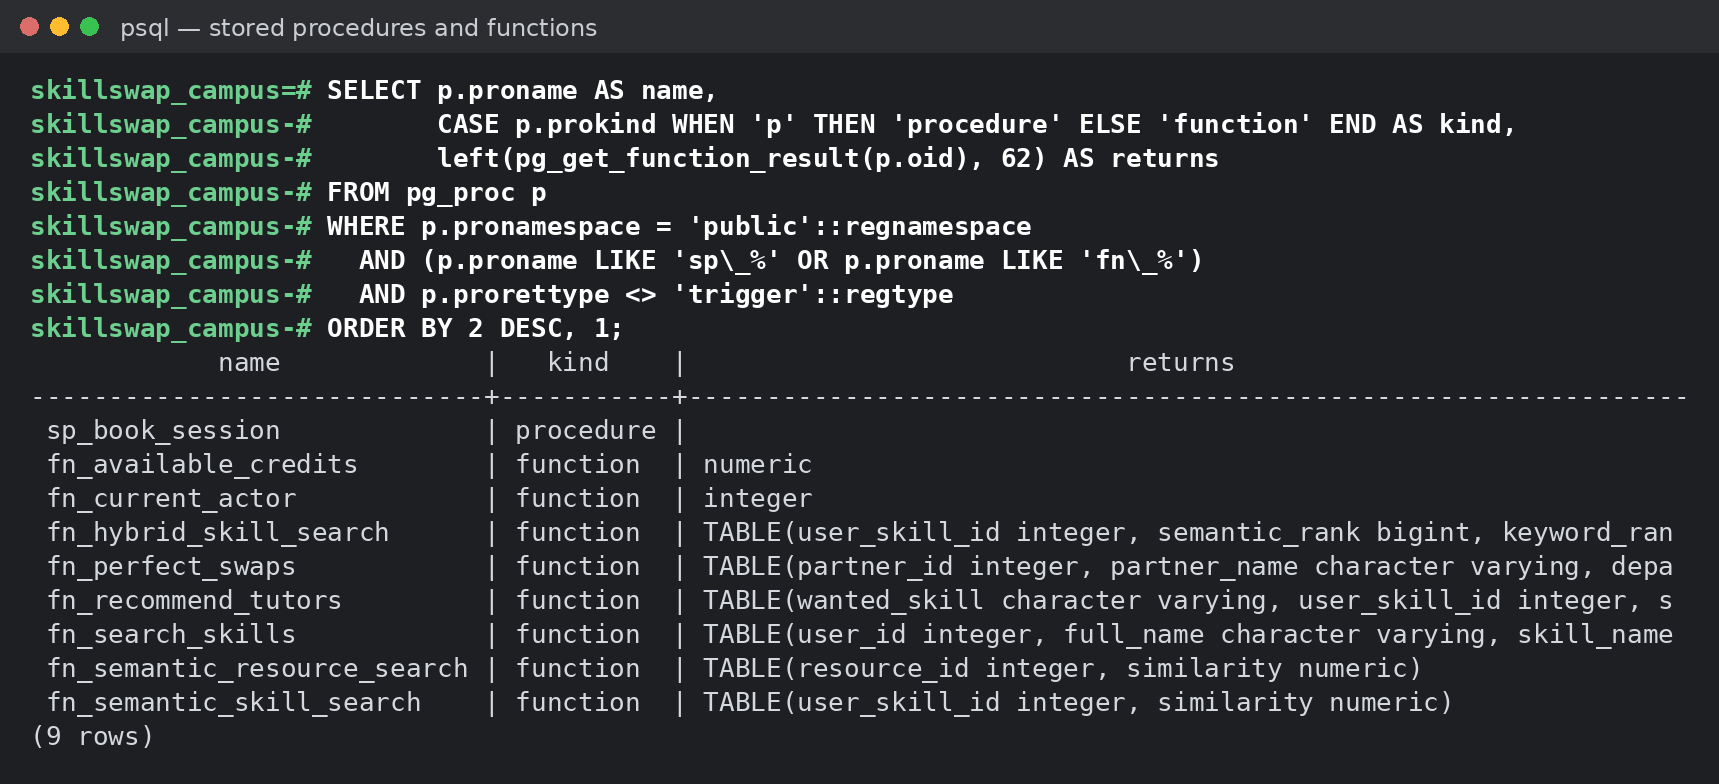 psql — stored procedures and functions
skillswap_campus=# SELECT p.proname AS name,
skillswap_campus-#        CASE p.prokind WHEN 'p' THEN 'procedure' ELSE 'function' END AS kind,
skillswap_campus-#        left(pg_get_function_result(p.oid), 62) AS returns
skillswap_campus-# FROM pg_proc p
skillswap_campus-# WHERE p.pronamespace = 'public'::regnamespace
skillswap_campus-#   AND (p.proname LIKE 'sp\_%' OR p.proname LIKE 'fn\_%')
skillswap_campus-#   AND p.prorettype <> 'trigger'::regtype
skillswap_campus-# ORDER BY 2 DESC, 1;
            name             |   kind    |                            returns
-----------------------------+-----------+----------------------------------------------------------------
 sp_book_session             | procedure |
 fn_available_credits        | function  | numeric
 fn_current_actor            | function  | integer
 fn_hybrid_skill_search      | function  | TABLE(user_skill_id integer, semantic_rank bigint, keyword_ran
 fn_perfect_swaps            | function  | TABLE(partner_id integer, partner_name character varying, depa
 fn_recommend_tutors         | function  | TABLE(wanted_skill character varying, user_skill_id integer, s
 fn_search_skills            | function  | TABLE(user_id integer, full_name character varying, skill_name
 fn_semantic_resource_search | function  | TABLE(resource_id integer, similarity numeric)
 fn_semantic_skill_search    | function  | TABLE(user_skill_id integer, similarity numeric)
(9 rows)